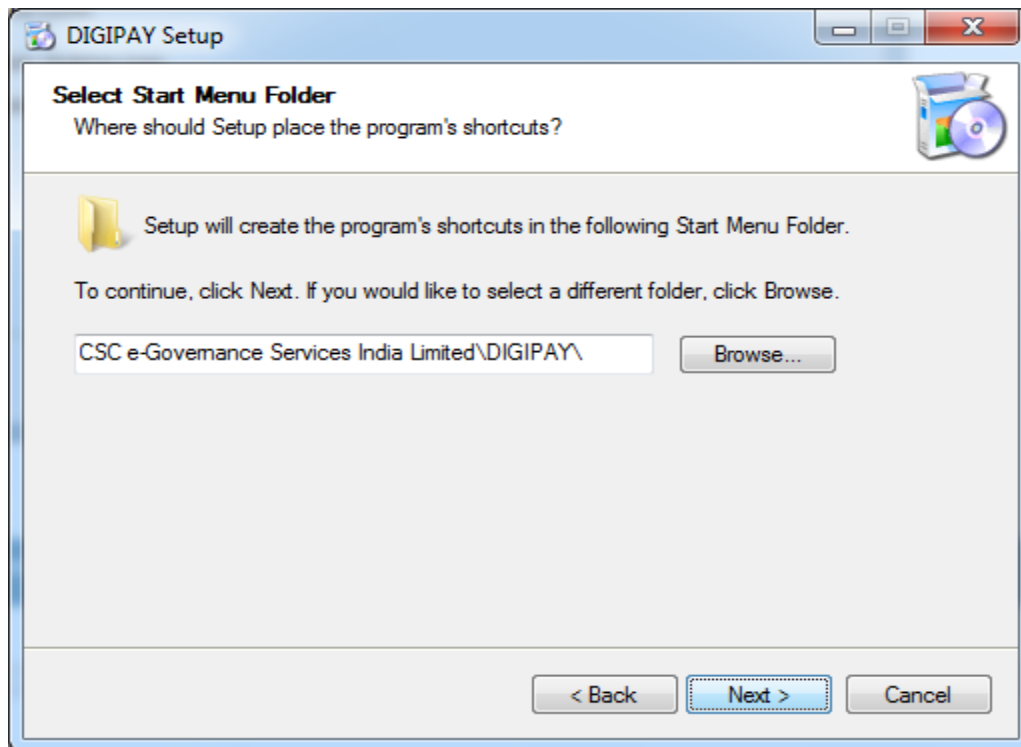 DIGIPAY Setup
Select Start Menu Folder
Where should Setup place the program's shortcuts?
Setup will create the program's shortcuts in the following Start Menu Folder.
To continue, click Next. If you would like to select a different folder, click Browse.
CSC e-Governance Services India Limited\DIGIPAY\
Browse...
< Back
Next >
Cancel